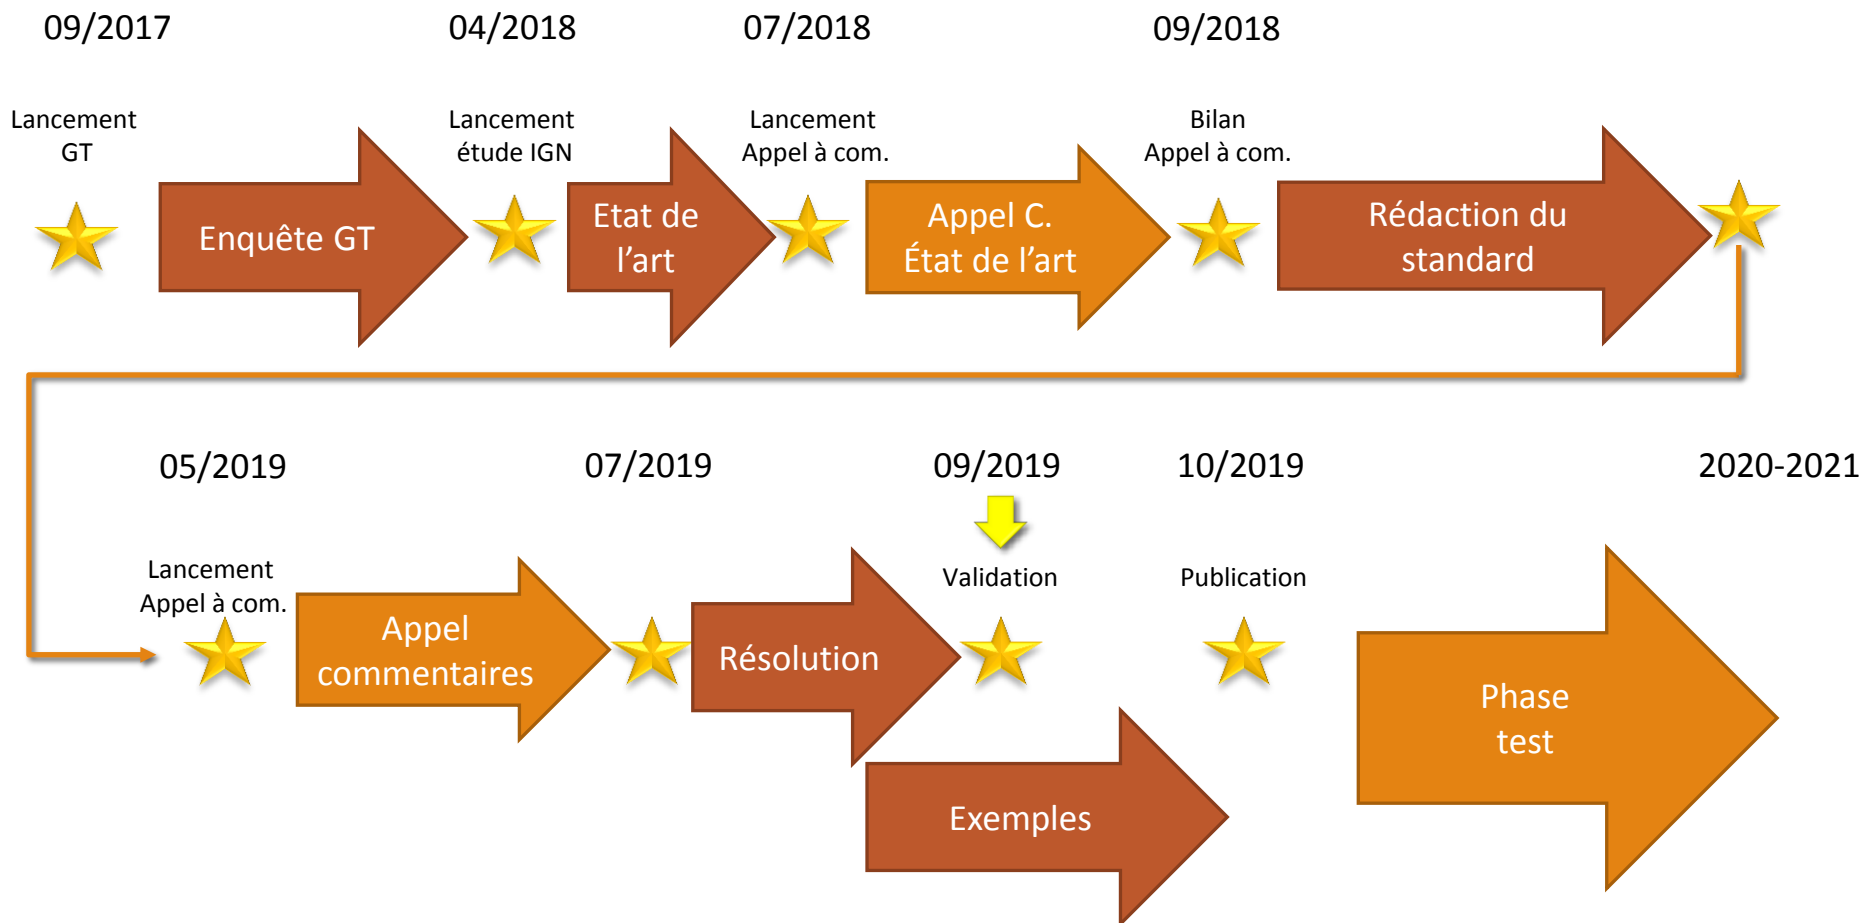 09/2017
04/2018
07/2018
09/2018
Lancement
GT
Lancement
étude IGN
Lancement
Appel à com.
Bilan
Appel à com.
Enquête GT
Etat de
l’art
Appel C.
État de l’art
Rédaction du
standard
05/2019
07/2019
09/2019
10/2019
2020-2021
Lancement
Appel à com.
Validation
Publication
Appel
commentaires
Résolution
Phase
test
Exemples